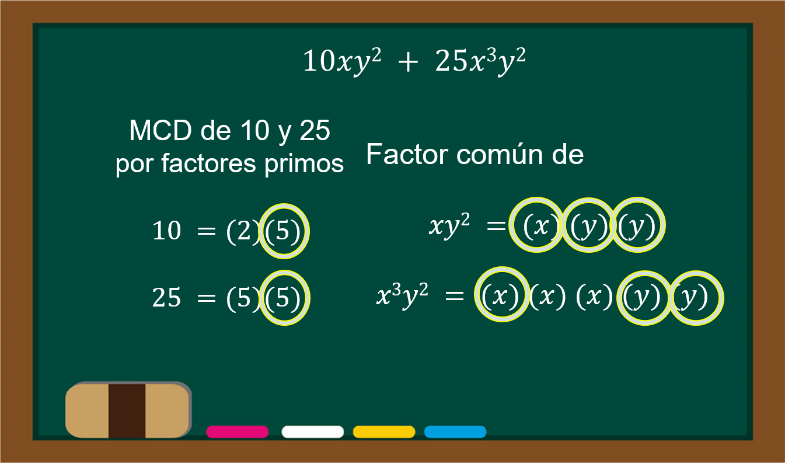 10xy² + 25x³y²
MCD de 10 y 25
por factores primos
10 = (2)(5)
25 = (5)(5)
Factor común de
xy² = (x)(y)(y)
x³y² = (x)(x) (x)(y)(y)